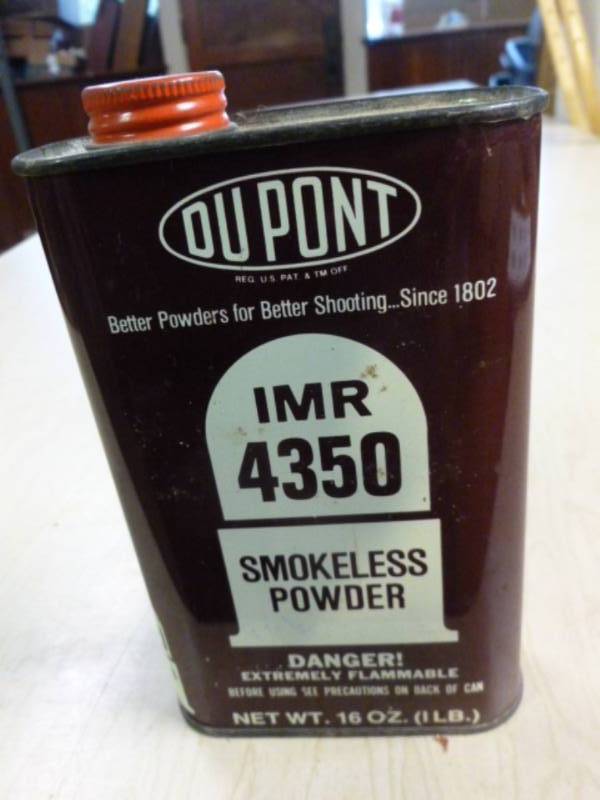 DU PONT
REG. U.S. PAT. & TM OFF.
Better Powders for Better Shooting...Since 1802
IMR
4350
SMOKELESS
POWDER
DANGER!
EXTREMELY FLAMMABLE
BEFORE USING SEE PRECAUTIONS ON BACK OF CAN
NET WT. 16 OZ. (1 LB.)